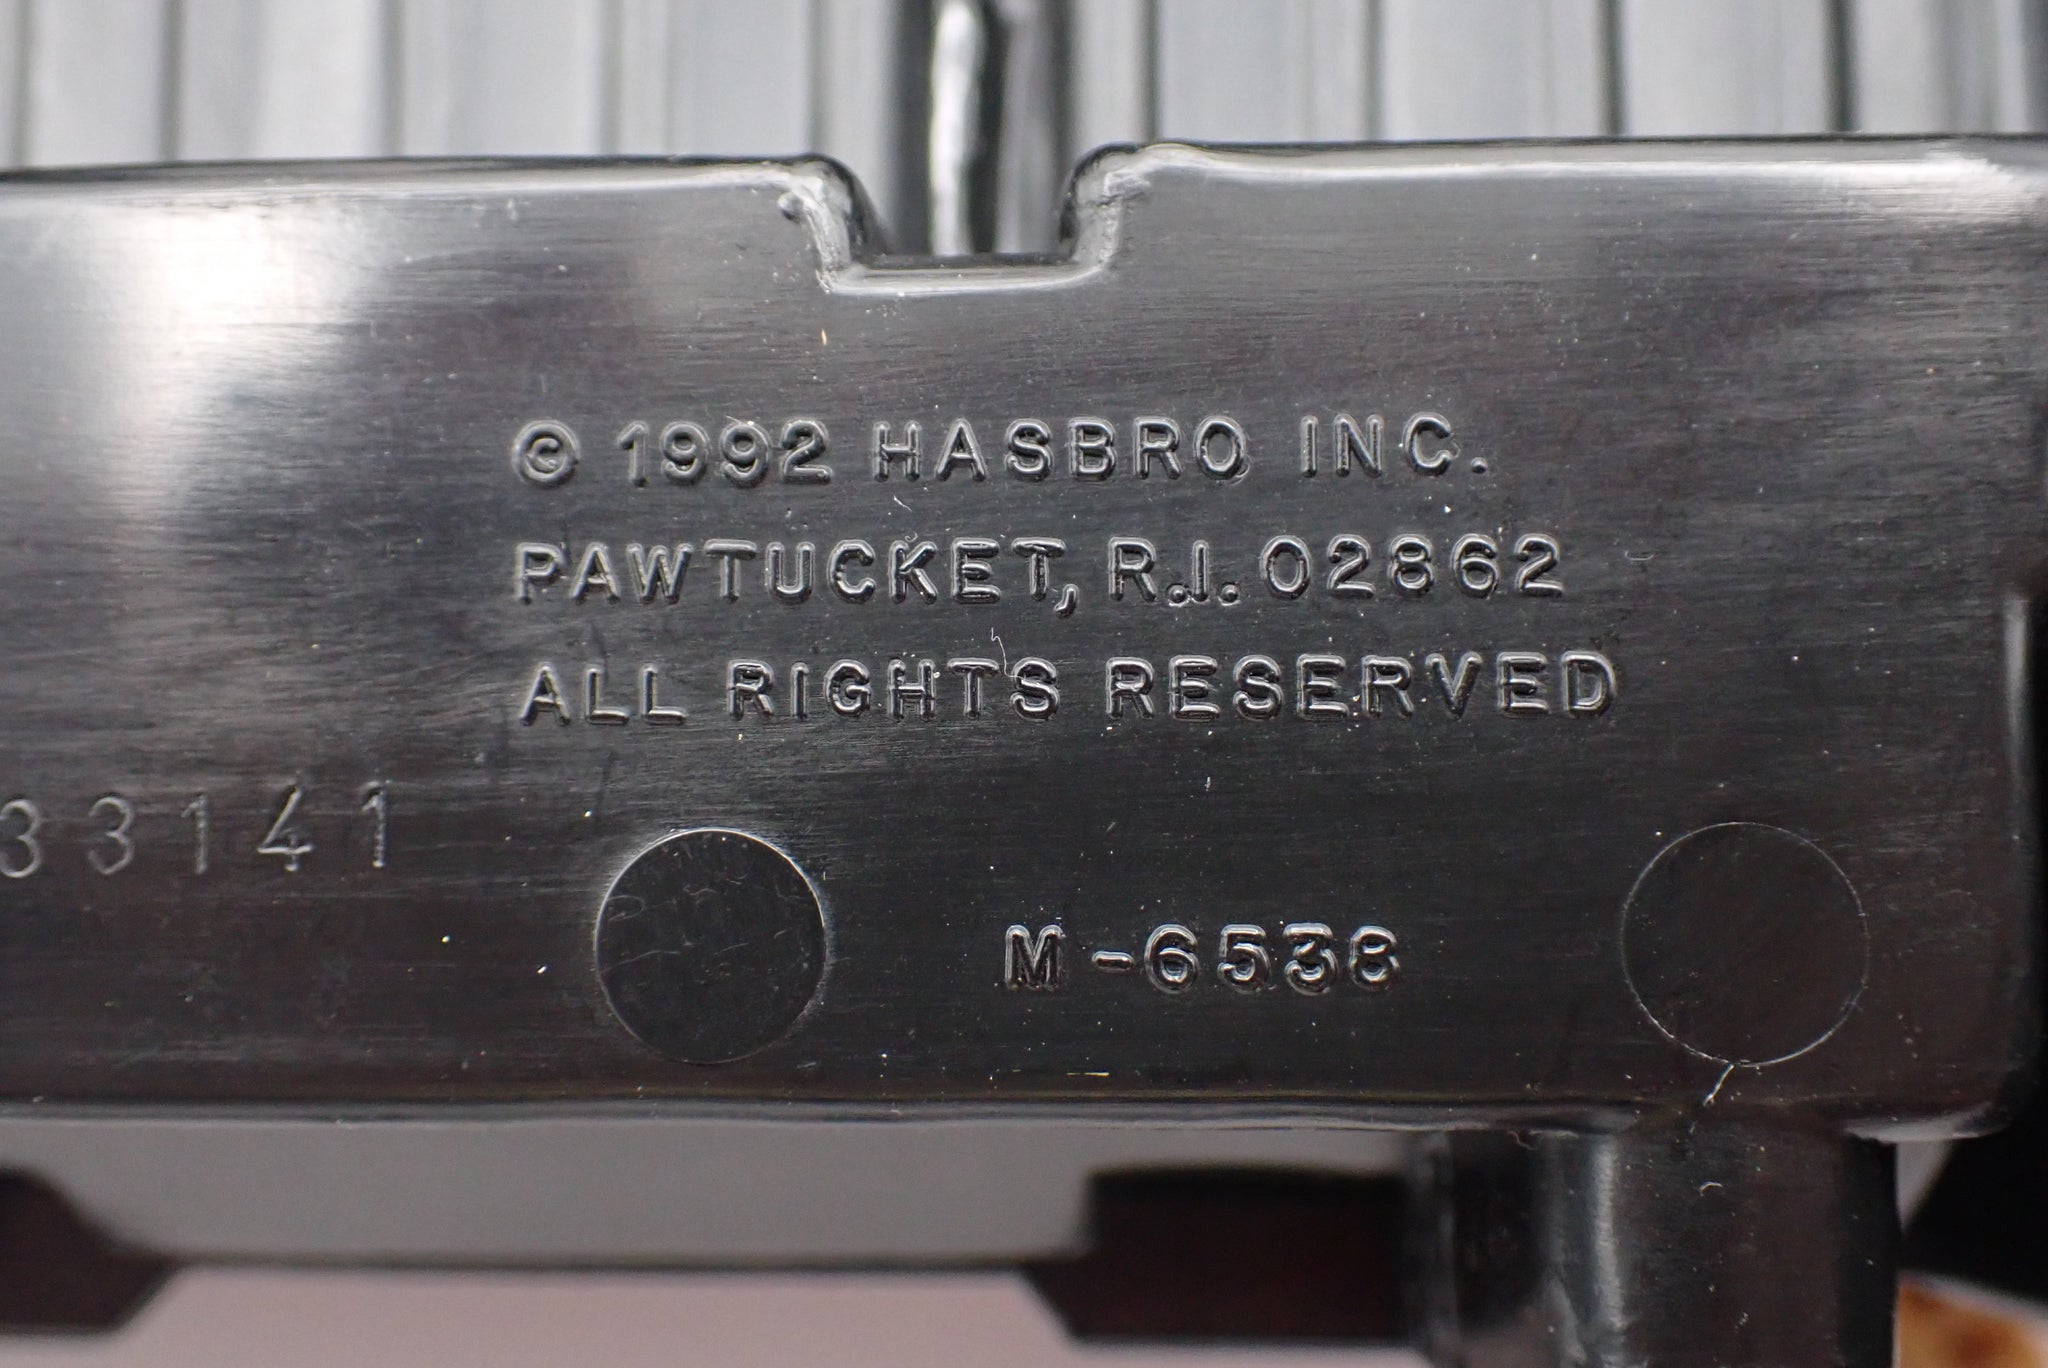 © 1992 HASBRO INC.
PAWTUCKET, R.I. 02862
ALL RIGHTS RESERVED
33141
M-6538